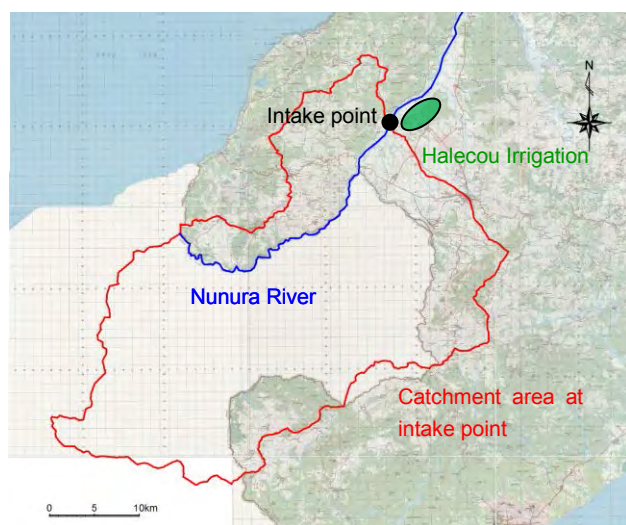 N
Intake point
Halecou Irrigation
Nunura River
Catchment area at
intake point
0 5 10km